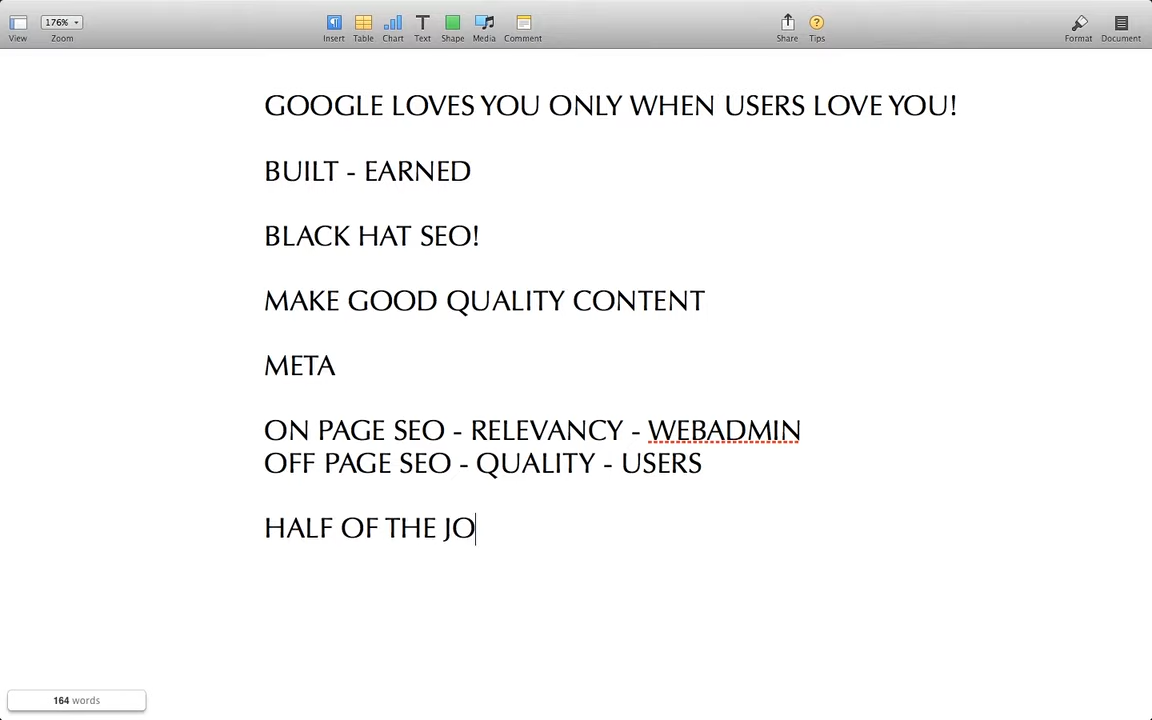 176%
View
Zoom
Insert
Table
Chart
Text
Shape
Media
Comment
Share
Tips
Format
Document
GOOGLE LOVES YOU ONLY WHEN USERS LOVE YOU!
BUILT - EARNED
BLACK HAT SEO!
MAKE GOOD QUALITY CONTENT
META
ON PAGE SEO - RELEVANCY - WEBADMIN
OFF PAGE SEO - QUALITY - USERS
HALF OF THE JO
164 words